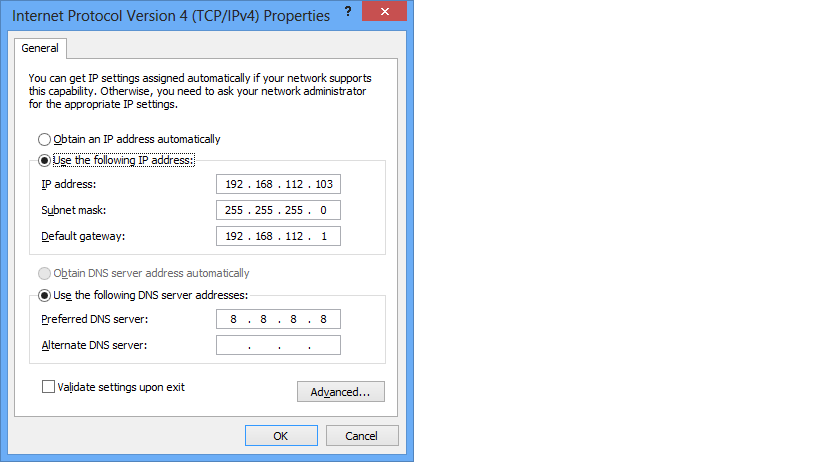 Internet Protocol Version 4 (TCP/IPv4) Properties ?
General
You can get IP settings assigned automatically if your network supports
this capability. Otherwise, you need to ask your network administrator
for the appropriate IP settings.
Obtain an IP address automatically
Use the following IP address:
IP address: 192 . 168 . 112 . 103
Subnet mask: 255 . 255 . 255 . 0
Default gateway: 192 . 168 . 112 . 1
Obtain DNS server address automatically
Use the following DNS server addresses:
Preferred DNS server: 8 . 8 . 8 . 8
Alternate DNS server: . . .
Validate settings upon exit
Advanced...
OK Cancel